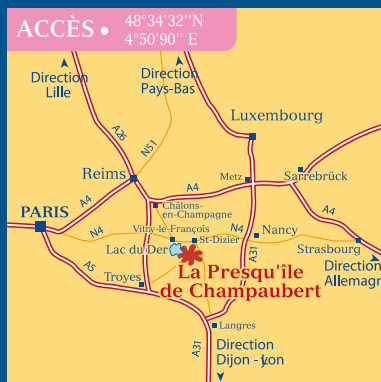 ACCÈS •
48°34'32''N
4°50'90'' E
Direction
Lille
Direction
Pays-Bas
Luxembourg
A26
N51
Reims
Metz
Sarrebrück
A4
A4
Châlons-
en-Champagne
A4
PARIS
Vitry-le-François
N4
N4
Nancy
St-Dizier
Strasbourg
Lac du Der
A31
A5
La Presqu'île
de Champaubert
Direction
Allemagn
Troyes
Langres
A31
Direction
Dijon - Lyon